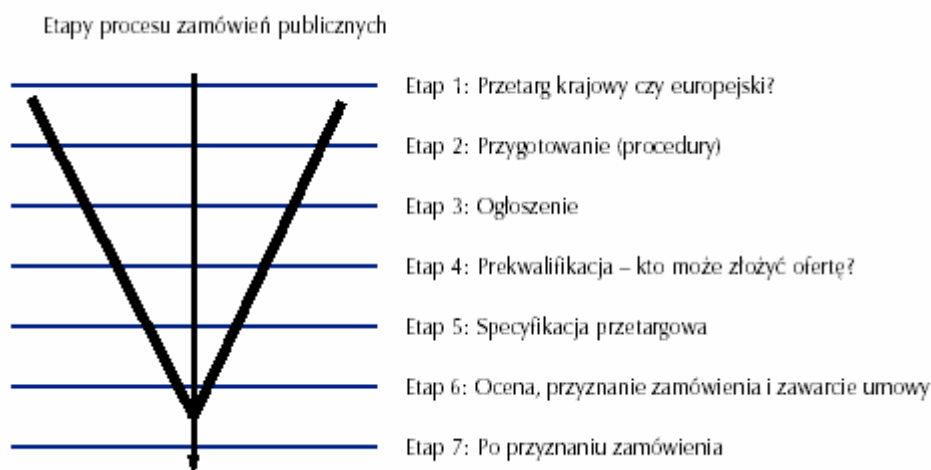 Etapy procesu zamówień publicznych
Etap 1: Przetarg krajowy czy europejski?
Etap 2: Przygotowanie (procedury)
Etap 3: Ogłoszenie
Etap 4: Prekwalifikacja – kto może złożyć ofertę?
Etap 5: Specyfikacja przetargowa
Etap 6: Ocena, przyznanie zamówienia i zawarcie umowy
Etap 7: Po przyznaniu zamówienia